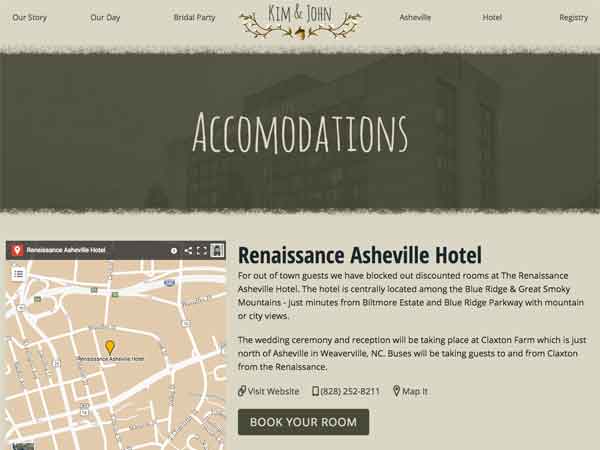 Our Story Our Day Bridal Party Kim & John Asheville Hotel Registry
Accomodations
Renaissance Asheville Hotel
Renaissance Asheville Hotel
Renaissance Asheville Hotel
For out of town guests we have blocked out discounted rooms at The Renaissance
Asheville Hotel. The hotel is centrally located among the Blue Ridge & Great Smoky
Mountains - just minutes from Biltmore Estate and Blue Ridge Parkway with mountain
or city views.
The wedding ceremony and reception will be taking place at Claxton Farm which is just
north of Asheville in Weaverville, NC. Buses will be taking guests to and from Claxton
from the Renaissance.
Visit Website (828) 252-8211 Map It
BOOK YOUR ROOM